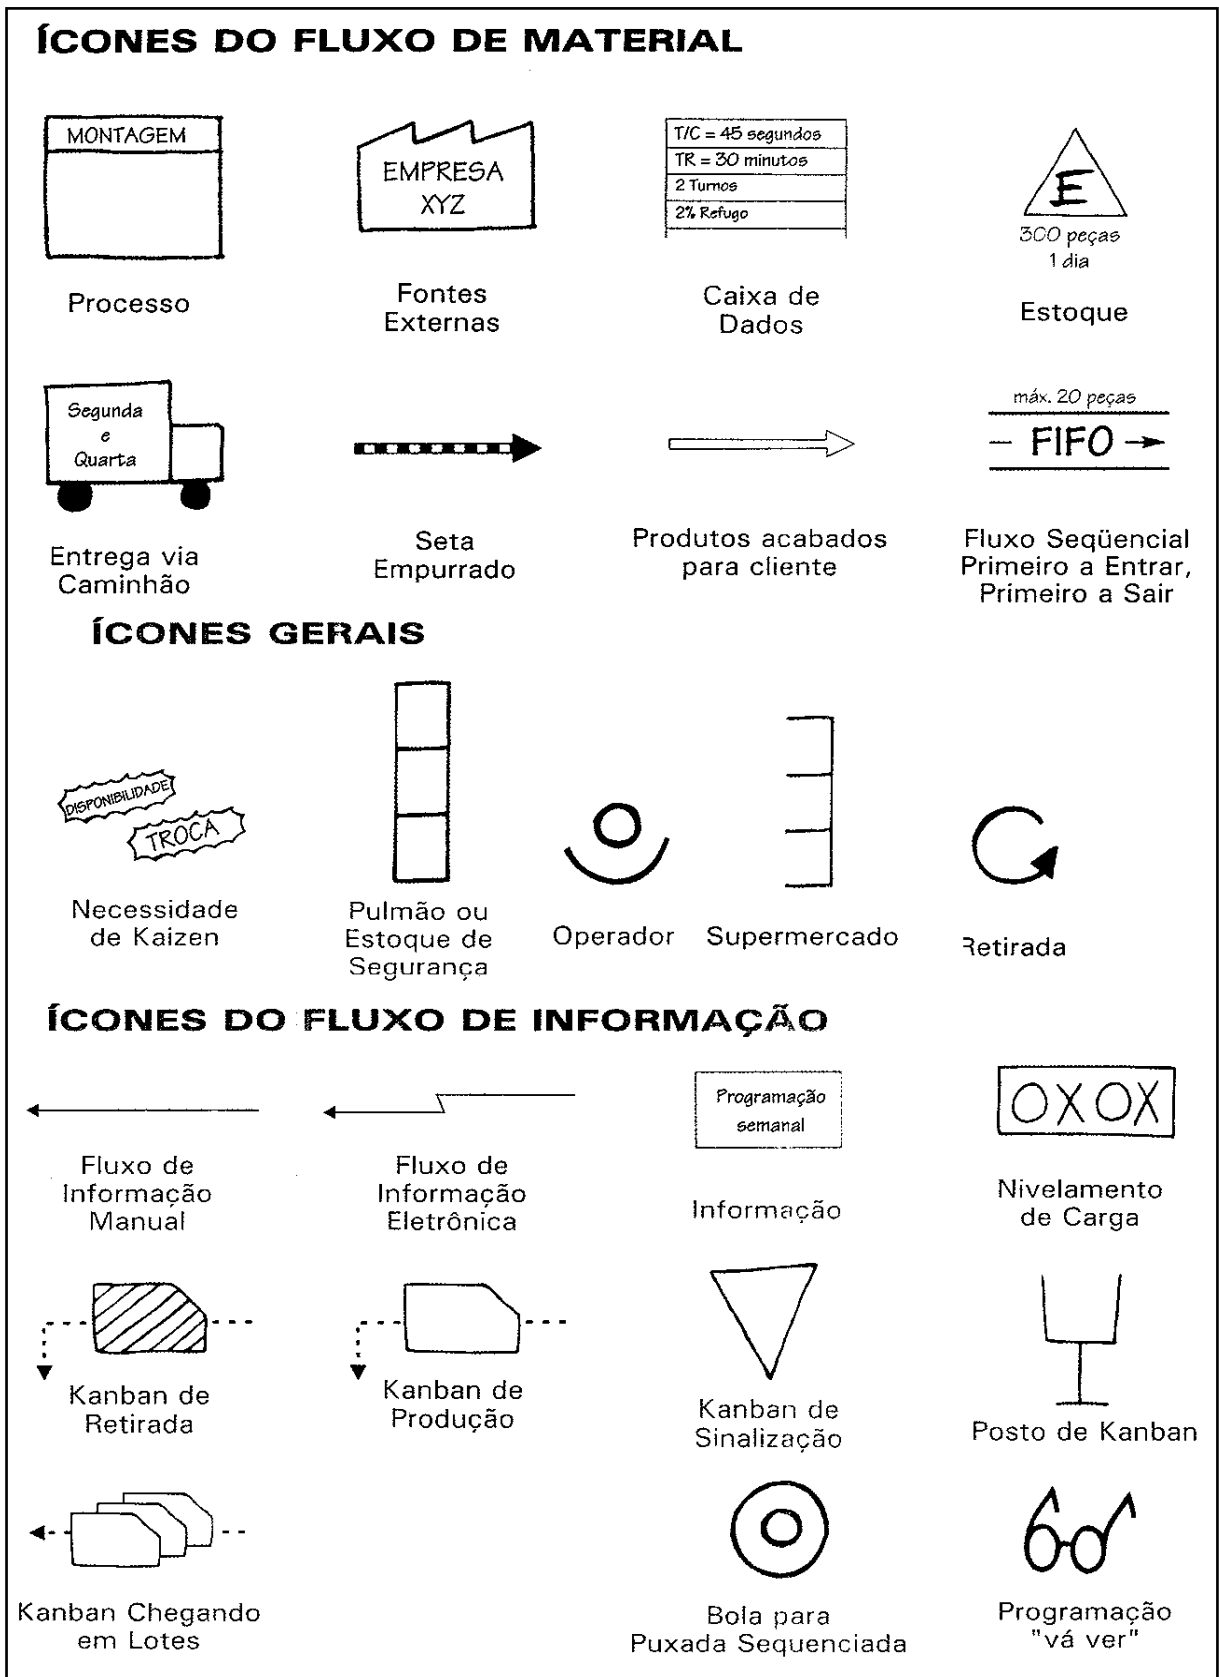 ÍCONES DO FLUXO DE MATERIAL
MONTAGEM
Processo
EMPRESA
XYZ
Fontes
Externas
T/C = 45 segundos
TR = 30 minutos
2 Turnos
2% Refugo
Caixa de
Dados
E
300 peças
1 dia
Estoque
Segunda
e
Quarta
Entrega via
Caminhão
Seta
Empurrado
Produtos acabados
para cliente
máx. 20 peças
FIFO
Fluxo Seqüencial
Primeiro a Entrar,
Primeiro a Sair
ÍCONES GERAIS
DISPONIBILIDADE
TROCA
Necessidade
de Kaizen
Pulmão ou
Estoque de
Segurança
Operador
Supermercado
Retirada
ÍCONES DO FLUXO DE INFORMAÇÃO
Fluxo de
Informação
Manual
Fluxo de
Informação
Eletrônica
Programação
semanal
Informação
OXOX
Nivelamento
de Carga
Kanban de
Retirada
Kanban de
Produção
Kanban de
Sinalização
Posto de Kanban
Kanban Chegando
em Lotes
Bola para
Puxada Sequenciada
Programação
"vá ver"